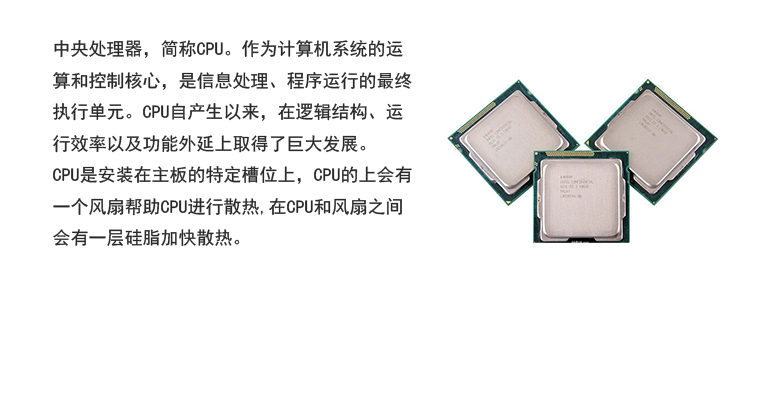 中央处理器，简称CPU。作为计算机系统的运
算和控制核心，是信息处理、程序运行的最终
执行单元。CPU自产生以来，在逻辑结构、运
行效率以及功能外延上取得了巨大发展。
CPU是安装在主板的特定槽位上，CPU的上会有
一个风扇帮助CPU进行散热,在CPU和风扇之间
会有一层硅脂加快散热。